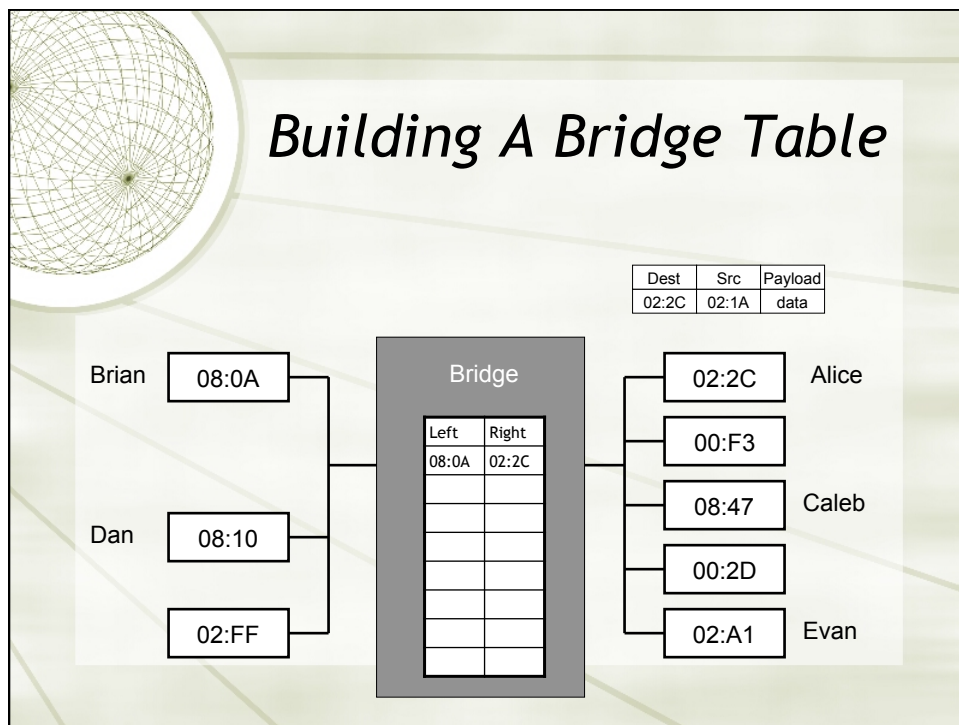 Building A Bridge Table
Dest Src Payload
02:2C 02:1A data
Brian 08:0A
Dan 08:10
02:FF
Bridge
Left Right
08:0A 02:2C
02:2C Alice
00:F3
08:47 Caleb
00:2D
02:A1 Evan